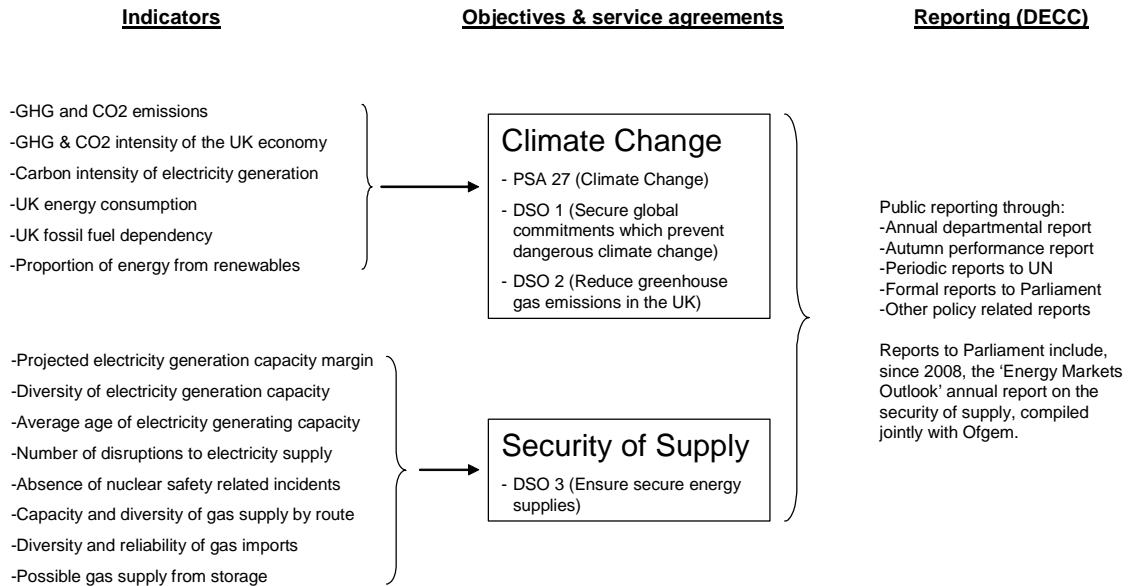 Indicators
Objectives & service agreements
Reporting (DECC)
-GHG and CO2 emissions
-GHG & CO2 intensity of the UK economy
-Carbon intensity of electricity generation
-UK energy consumption
-UK fossil fuel dependency
-Proportion of energy from renewables
-Projected electricity generation capacity margin
-Diversity of electricity generation capacity
-Average age of electricity generating capacity
-Number of disruptions to electricity supply
-Absence of nuclear safety related incidents
-Capacity and diversity of gas supply by route
-Diversity and reliability of gas imports
-Possible gas supply from storage
Climate Change
- PSA 27 (Climate Change)
- DSO 1 (Secure global
commitments which prevent
dangerous climate change)
- DSO 2 (Reduce greenhouse
gas emissions in the UK)
Security of Supply
- DSO 3 (Ensure secure energy
supplies)
Public reporting through:
-Annual departmental report
-Autumn performance report
-Periodic reports to UN
-Formal reports to Parliament
-Other policy related reports
Reports to Parliament include,
since 2008, the ‘Energy Markets
Outlook’ annual report on the
security of supply, compiled
jointly with Ofgem.